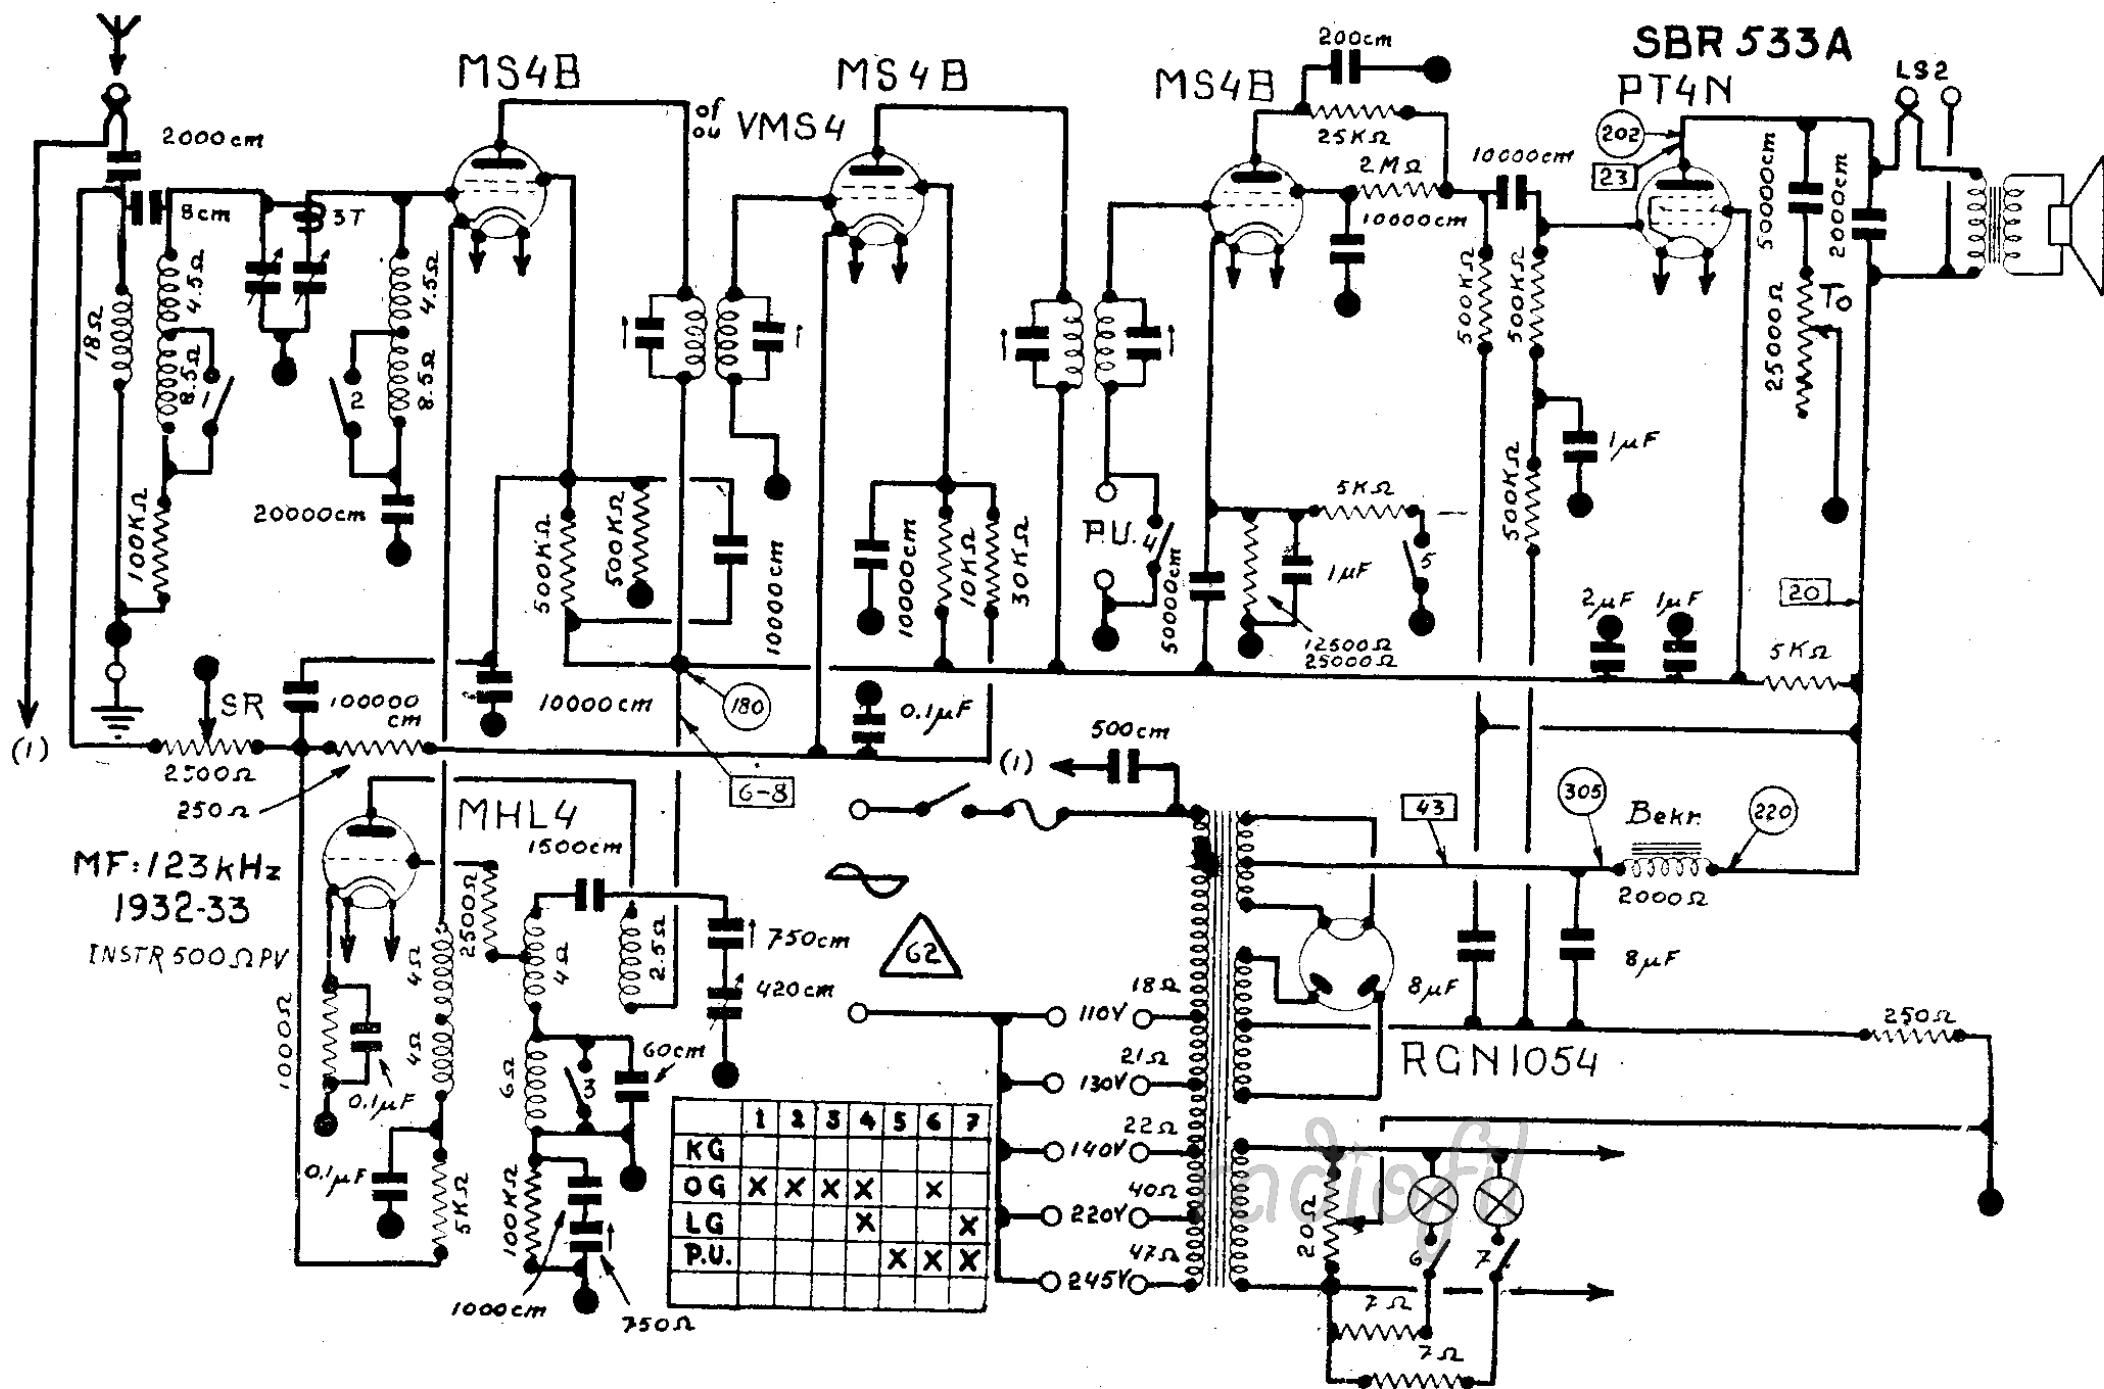 SBR 533A
MS4B
of
ou
VMS4
MS4B
MS4B
PT4N
LS2
200cm
25KΩ
2MΩ
10000cm
10000cm
202
23
50000cm
2000cm
2000cm
8cm
3T
18Ω
4.5Ω
8.5Ω
1
2
4.5Ω
8.5Ω
100KΩ
20000cm
500KΩ
500KΩ
10000cm
10000cm
10KΩ
30KΩ
P.U.
4
50000cm
1μF
5KΩ
5
12500Ω
25000Ω
500KΩ
500KΩ
500KΩ
1μF
25000Ω
To
2μF
1μF
20
5KΩ
(1)
SR
100000
cm
10000cm
180
0.1μF
250Ω
6-8
(1)
500cm
MHL4
MF:123kHz
1932-33
INSTR 500ΩPV
1500cm
2500Ω
4Ω
2.5Ω
750cm
420cm
62
43
305
Bekr.
220
2000Ω
8μF
8μF
250Ω
RGN1054
1000Ω
0.1μF
4Ω
4Ω
6Ω
3
60cm
0.1μF
5KΩ
100KΩ
1000cm
750Ω
1 2 3 4 5 6 7
KG
OG X X X X X
LG X X
P.U. X X X
18Ω
110V
21Ω
130V
22Ω
140V
40Ω
220V
47Ω
245V
20Ω
6
7
7Ω
7Ω
radiofil